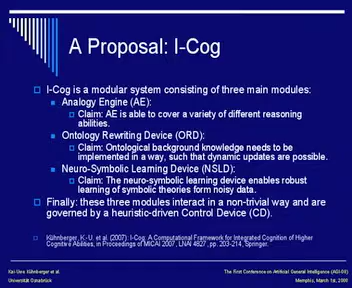 A Proposal: I-Cog
I-Cog is a modular system consisting of three main modules:
Analogy Engine (AE):
Claim: AE is able to cover a variety of different reasoning
abilities.
Ontology Rewriting Device (ORD):
Claim: Ontological background knowledge needs to be
implemented in a way, such that dynamic updates are possible.
Neuro-Symbolic Learning Device (NSLD):
Claim: The neuro-symbolic learning device enables robust
learning of symbolic theories form noisy data.
Finally: these three modules interact in a non-trivial way and are
governed by a heuristic-driven Control Device (CD).
Kühnberger, K.-U. et al. (2007): I-Cog: A Computational Framework for Integrated Cognition of Higher
Cognitive Abilities, in Proceedings of MICAI 2007, LNAI 4827, pp. 203-214, Springer.
Kai-Uwe Kühnberger et al.
The First Conference on Artificial General Intelligence (AGI-08)
Universität Osnabrück
Memphis, March 1st, 2008